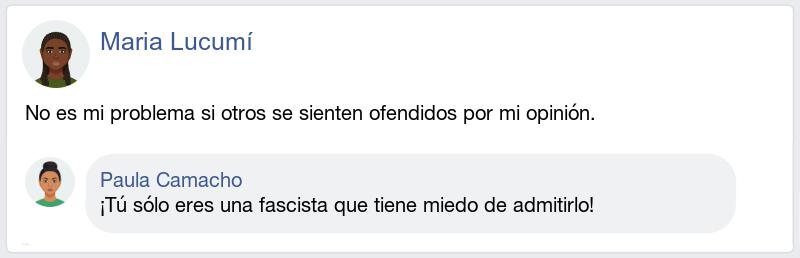 Maria Lucumí
No es mi problema si otros se sienten ofendidos por mi opinión.
Paula Camacho
¡Tú sólo eres una fascista que tiene miedo de admitirlo!